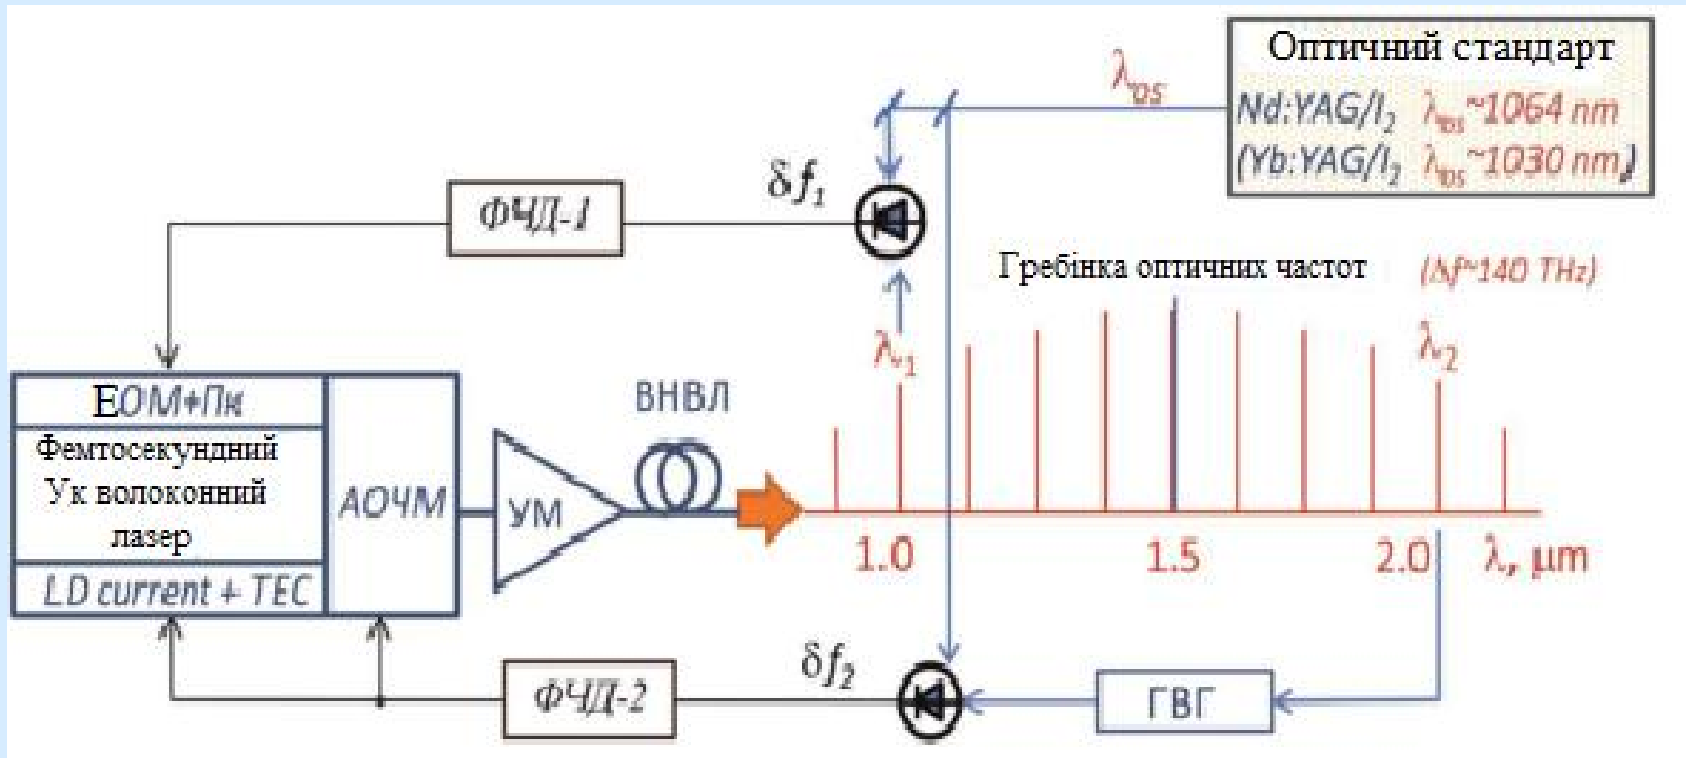 Оптичний стандарт
Nd:YAG/I₂ λos~1064 nm
(Yb:YAG/I₂ λos~1030 nm)
λos
δf₁
ФЧД-1
Гребінка оптичних частот (Δf~140 THz)
λ₁
λ₂
ЕОМ+Пк
Фемтосекундний
Ук волоконний
лазер
LD current + TEC
АОЧМ
УМ
ВНВЛ
1.0 1.5 2.0 λ, μm
δf₂
ФЧД-2
ГВГ